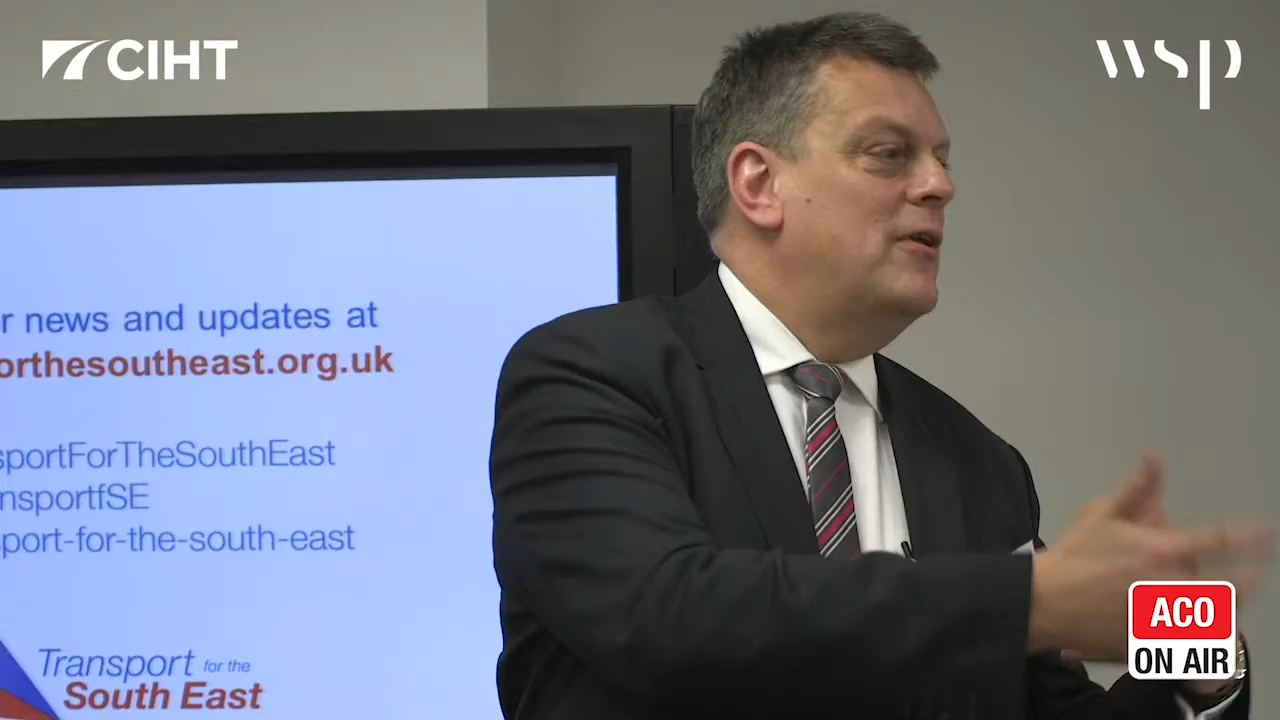 CIHT
wsp
r news and updates at
orthesoutheast.org.uk
sportForTheSouthEast
nsportfSE
port-for-the-south-east
Transport for the
South East
ACO
ON AIR